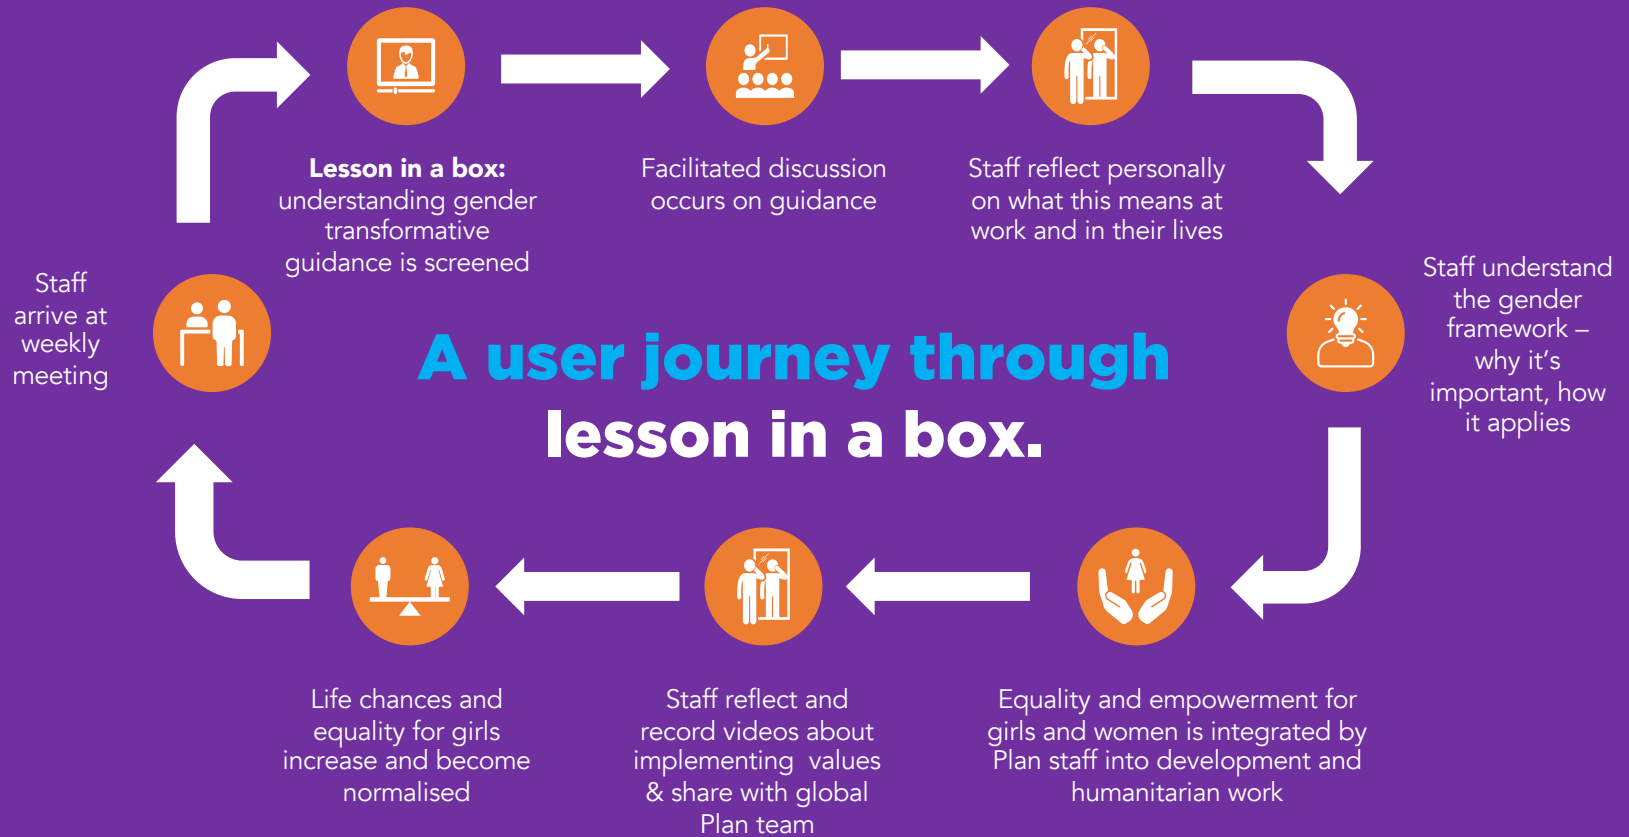 Lesson in a box:
understanding gender
transformative
guidance is screened
Facilitated discussion
occurs on guidance
Staff reflect personally
on what this means at
work and in their lives
Staff
arrive at
weekly
meeting
Staff understand
the gender
framework –
why it's
important, how
it applies
A user journey through
lesson in a box.
Life chances and
equality for girls
increase and become
normalised
Staff reflect and
record videos about
implementing  values
& share with global
Plan team
Equality and empowerment for
girls and women is integrated by
Plan staff into development and
humanitarian work